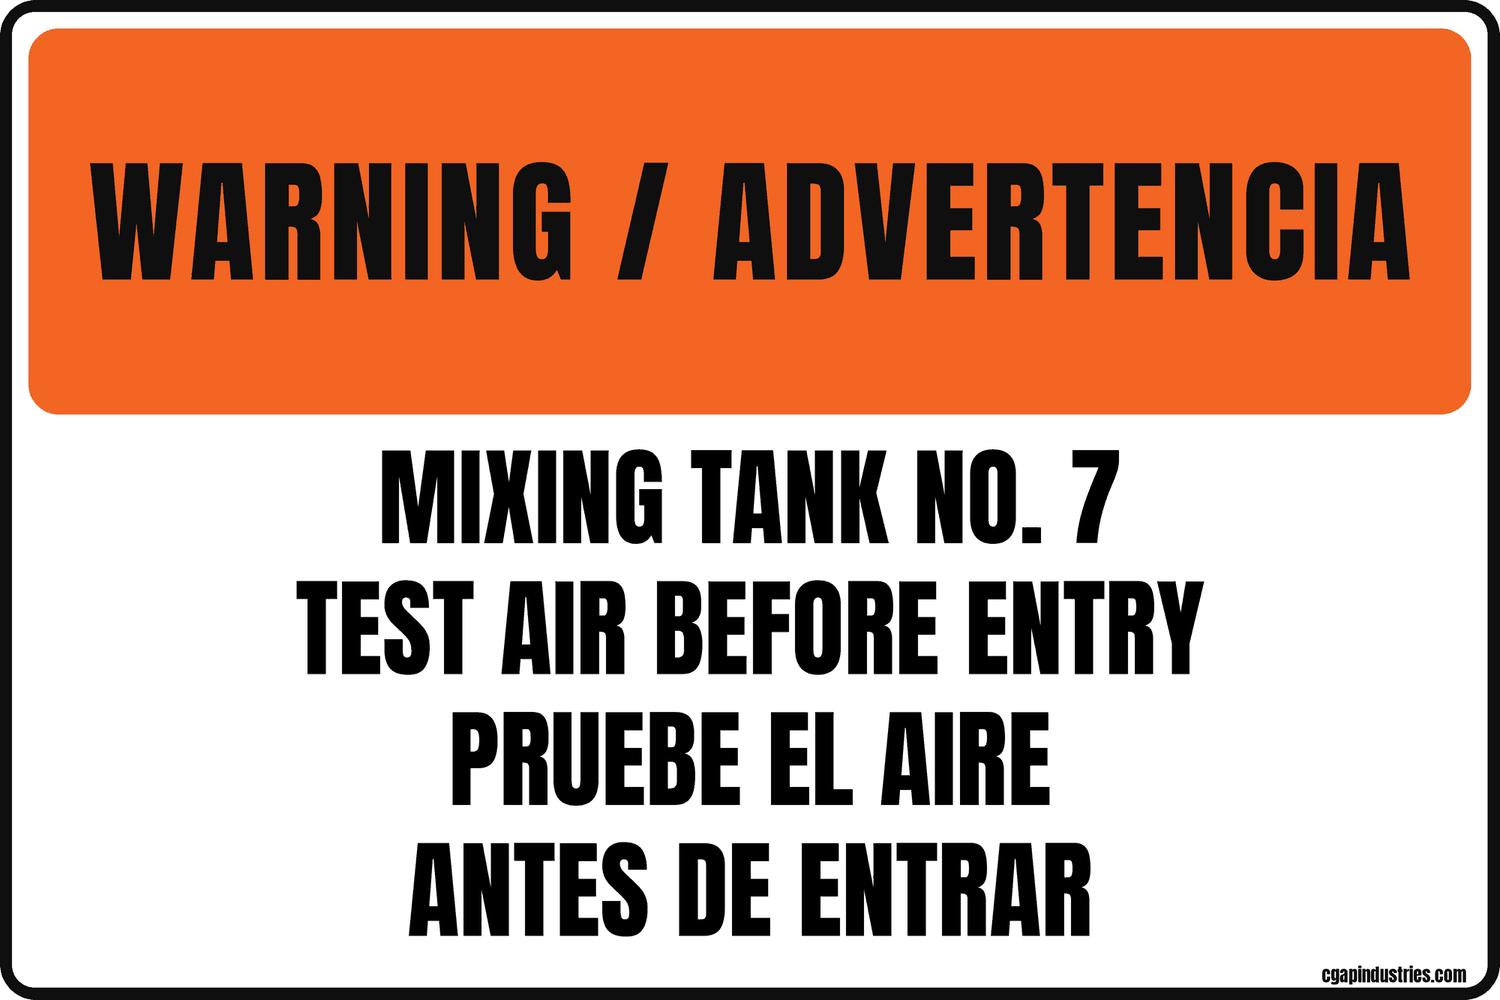 WARNING / ADVERTENCIA
MIXING TANK NO. 7
TEST AIR BEFORE ENTRY
PRUEBE EL AIRE
ANTES DE ENTRAR
cgapindustries.com